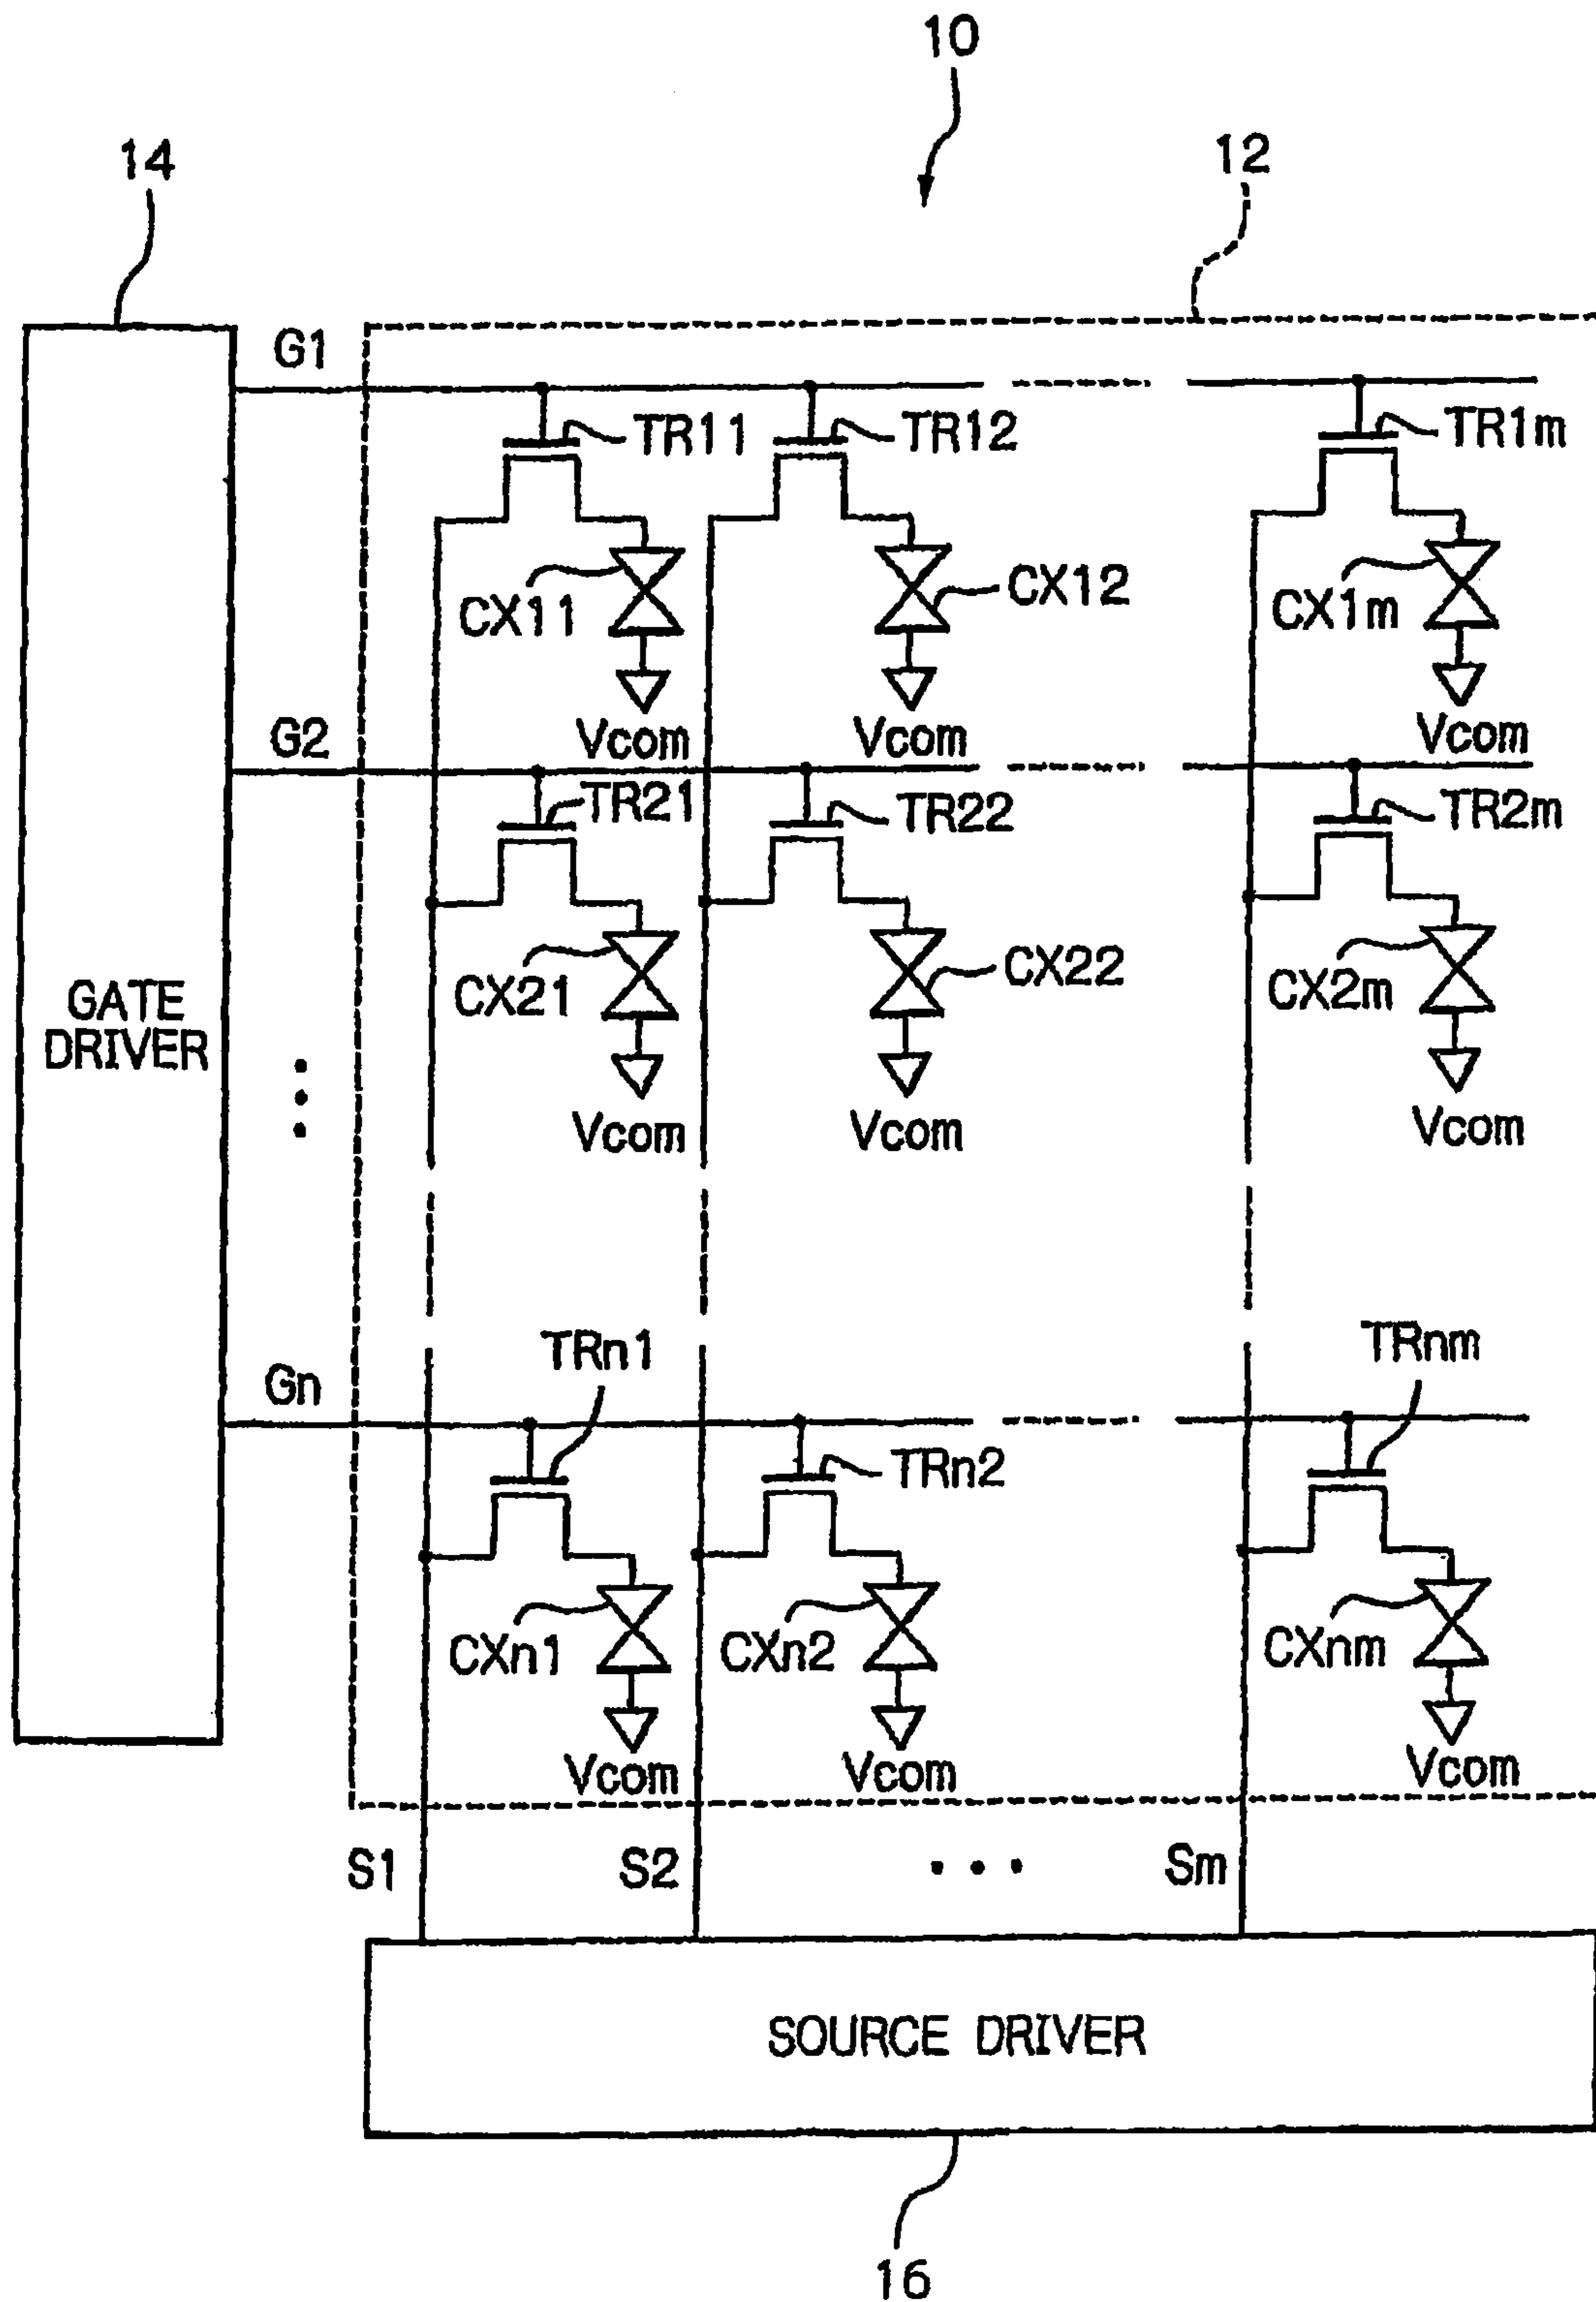 10
14
12
G1
TR11
TR12
TR1m
CX11
CX12
CX1m
Vcom
Vcom
Vcom
G2
TR21
TR22
TR2m
CX21
CX22
CX2m
GATE
DRIVER
Vcom
Vcom
Vcom
TRn1
TRnm
Gn
TRn2
CXn1
CXn2
CXnm
Vcom
Vcom
Vcom
S1
S2
Sm
SOURCE DRIVER
16